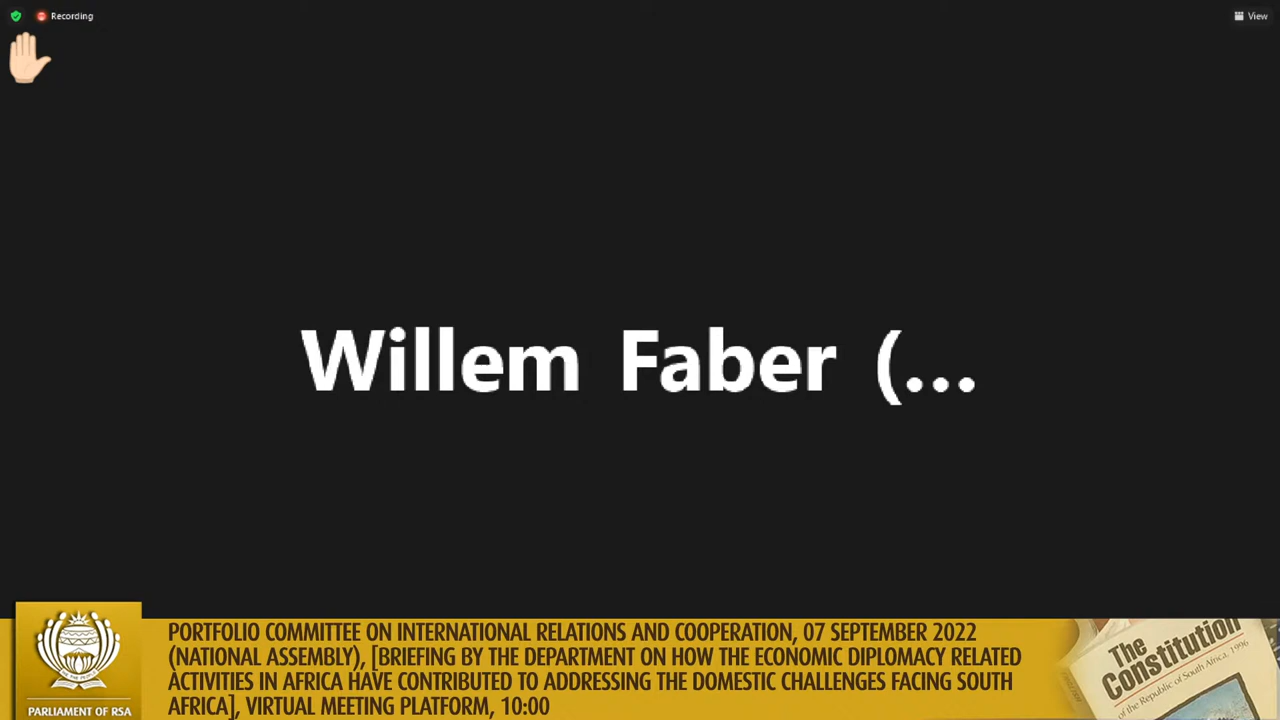 Recording
View
Willem Faber (...
PORTFOLIO COMMITTEE ON INTERNATIONAL RELATIONS AND COOPERATION, 07 SEPTEMBER 2022
(NATIONAL ASSEMBLY), [BRIEFING BY THE DEPARTMENT ON HOW THE ECONOMIC DIPLOMACY RELATED
ACTIVITIES IN AFRICA HAVE CONTRIBUTED TO ADDRESSING THE DOMESTIC CHALLENGES FACING SOUTH
AFRICA], VIRTUAL MEETING PLATFORM, 10:00
PARLIAMENT OF RSA
The
Constitution
of the Republic of South Africa, 1996